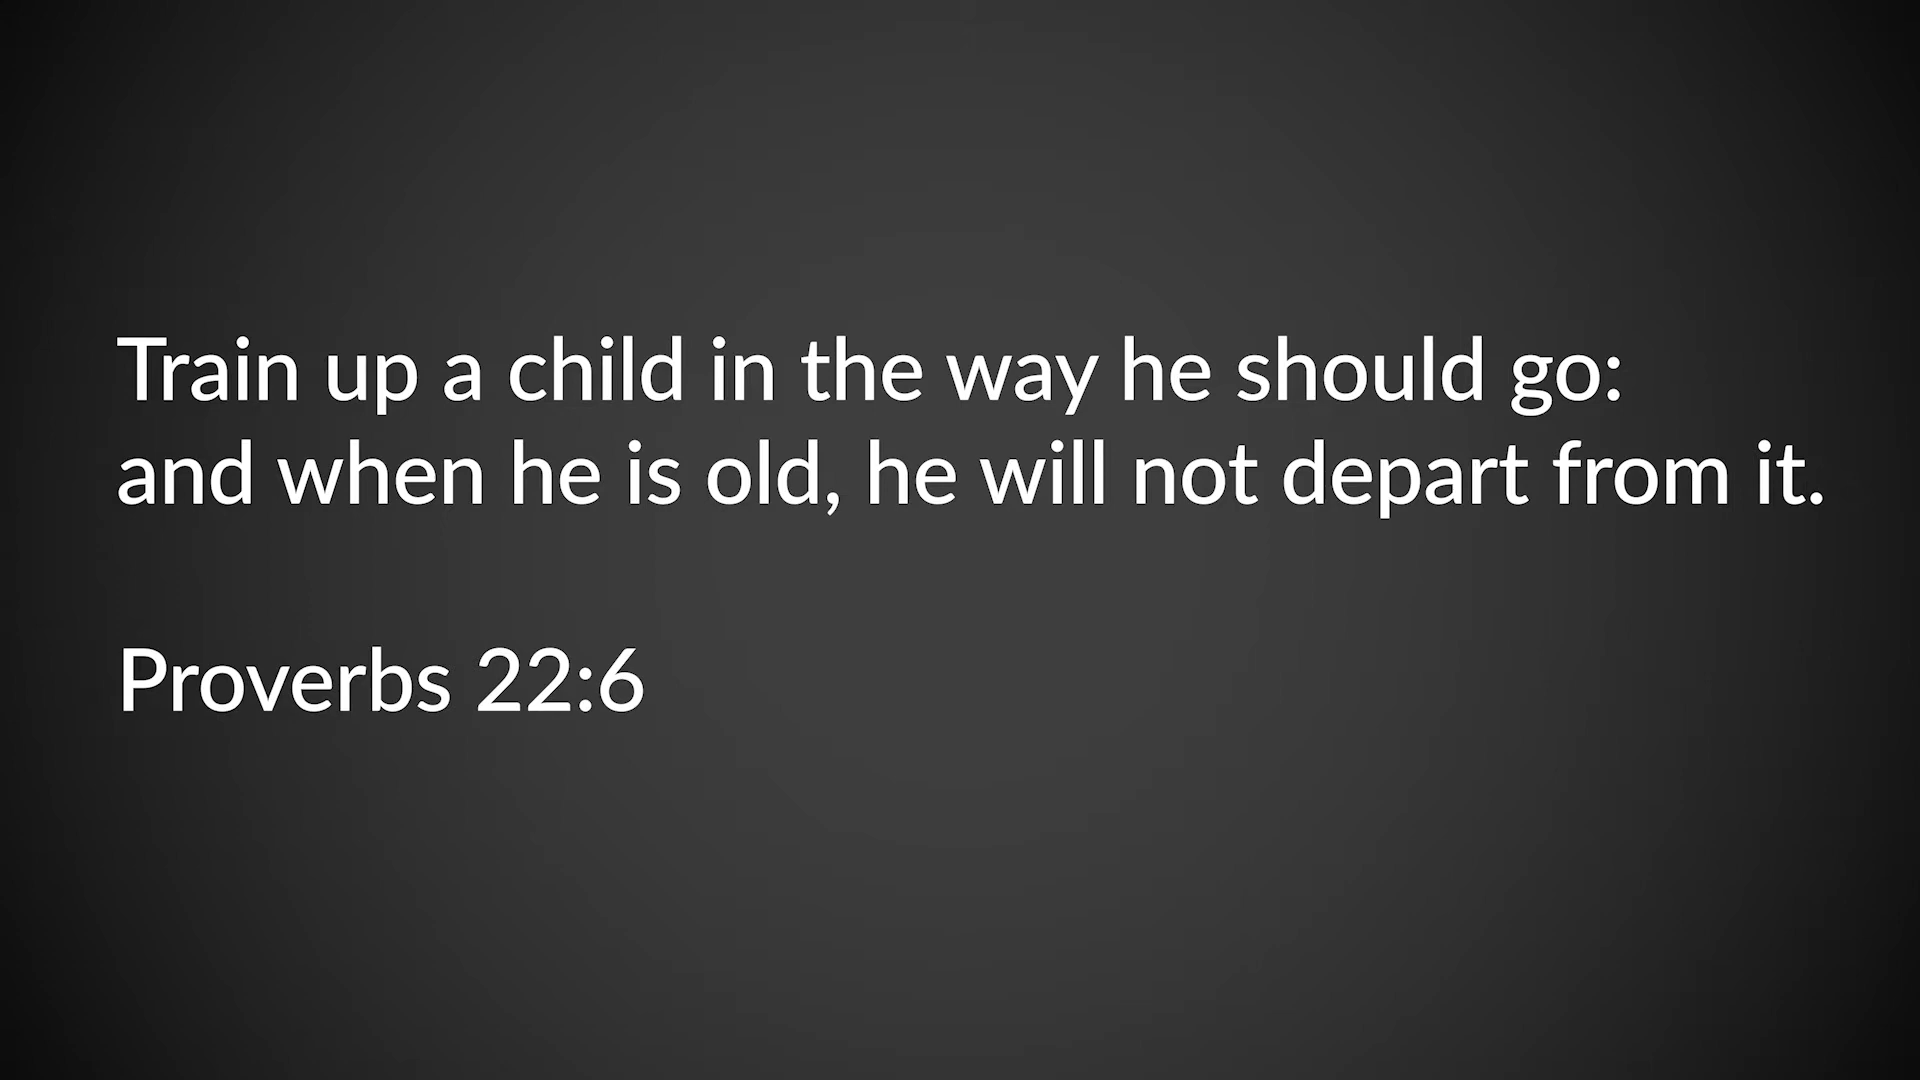 Train up a child in the way he should go:
and when he is old, he will not depart from it.
Proverbs 22:6